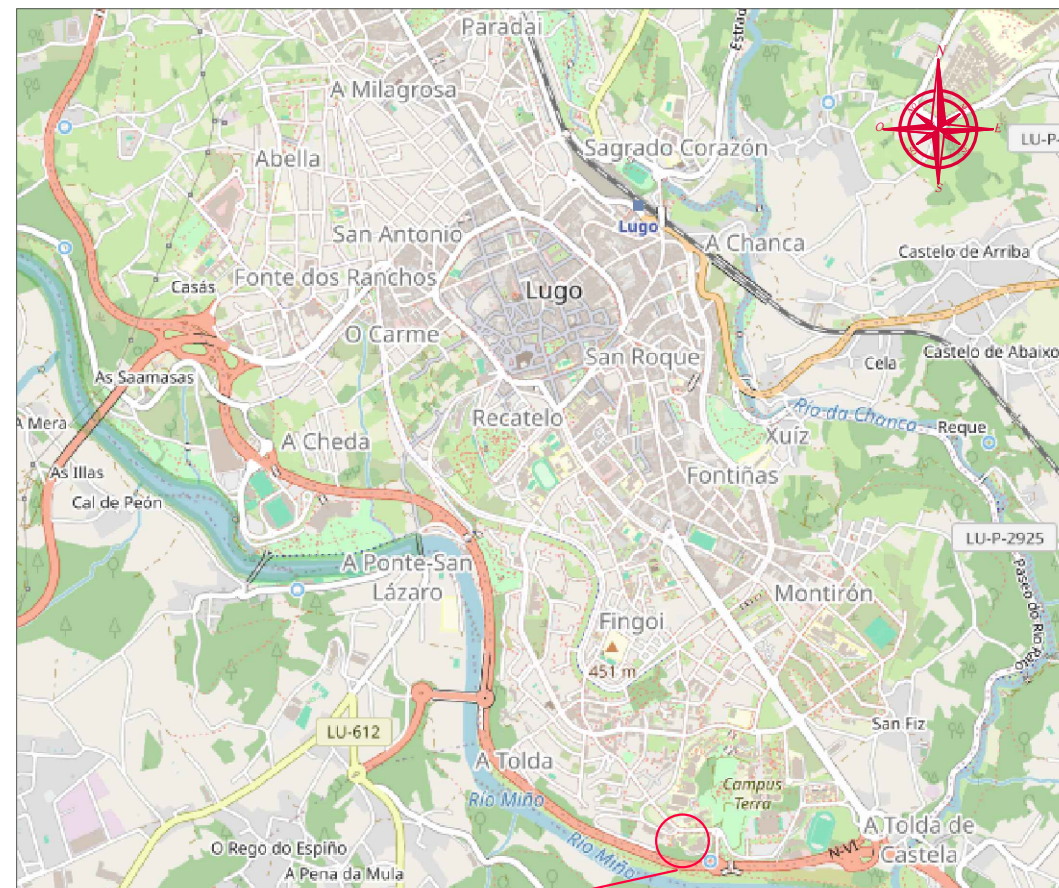 Paradai
Estrad
A Milagrosa
N
O
E
S
LU-P-
Abella
Sagrado Corazón
San Antonio
Lugo
A Chanca
Castelo de Arriba
Fonte dos Ranchos
Casás
Lugo
O Carme
San Roque
Cela
Castelo de Abaixo
As Saamasas
A Mera
Recatelo
Río da Chanca
Reque
A Cheda
Xuíz
As Illas
Fontiñas
Cal de Peón
LU-P-2925
A Ponte-San
Lázaro
Montirón
Paseo do Río Rato
Fingoi
451 m
San Fiz
LU-612
A Tolda
Campus
Terra
Río Miño
Río Miño
A Tolda de
Castela
N-VI
O Rego do Espiño
A Pena da Mula